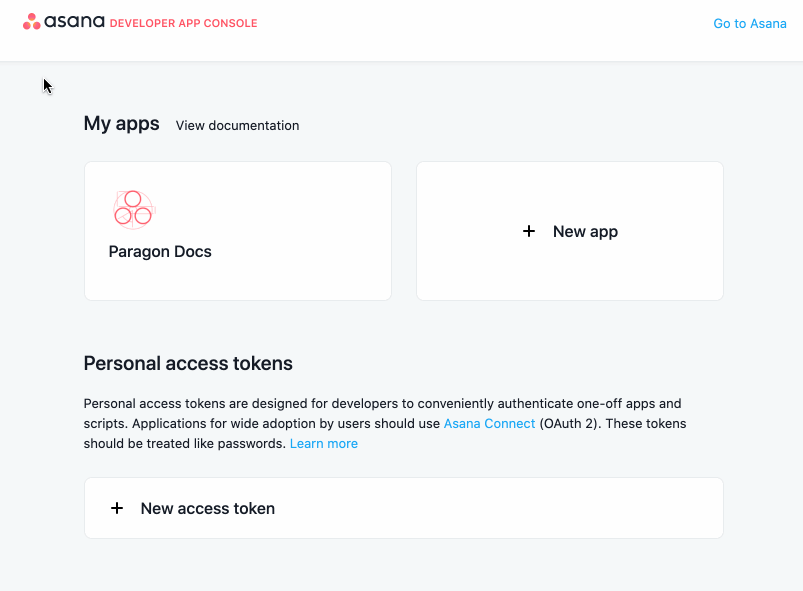 asana DEVELOPER APP CONSOLE
Go to Asana
My apps View documentation
Paragon Docs
+ New app
Personal access tokens
Personal access tokens are designed for developers to conveniently authenticate one-off apps and
scripts. Applications for wide adoption by users should use Asana Connect (OAuth 2). These tokens
should be treated like passwords. Learn more
+ New access token